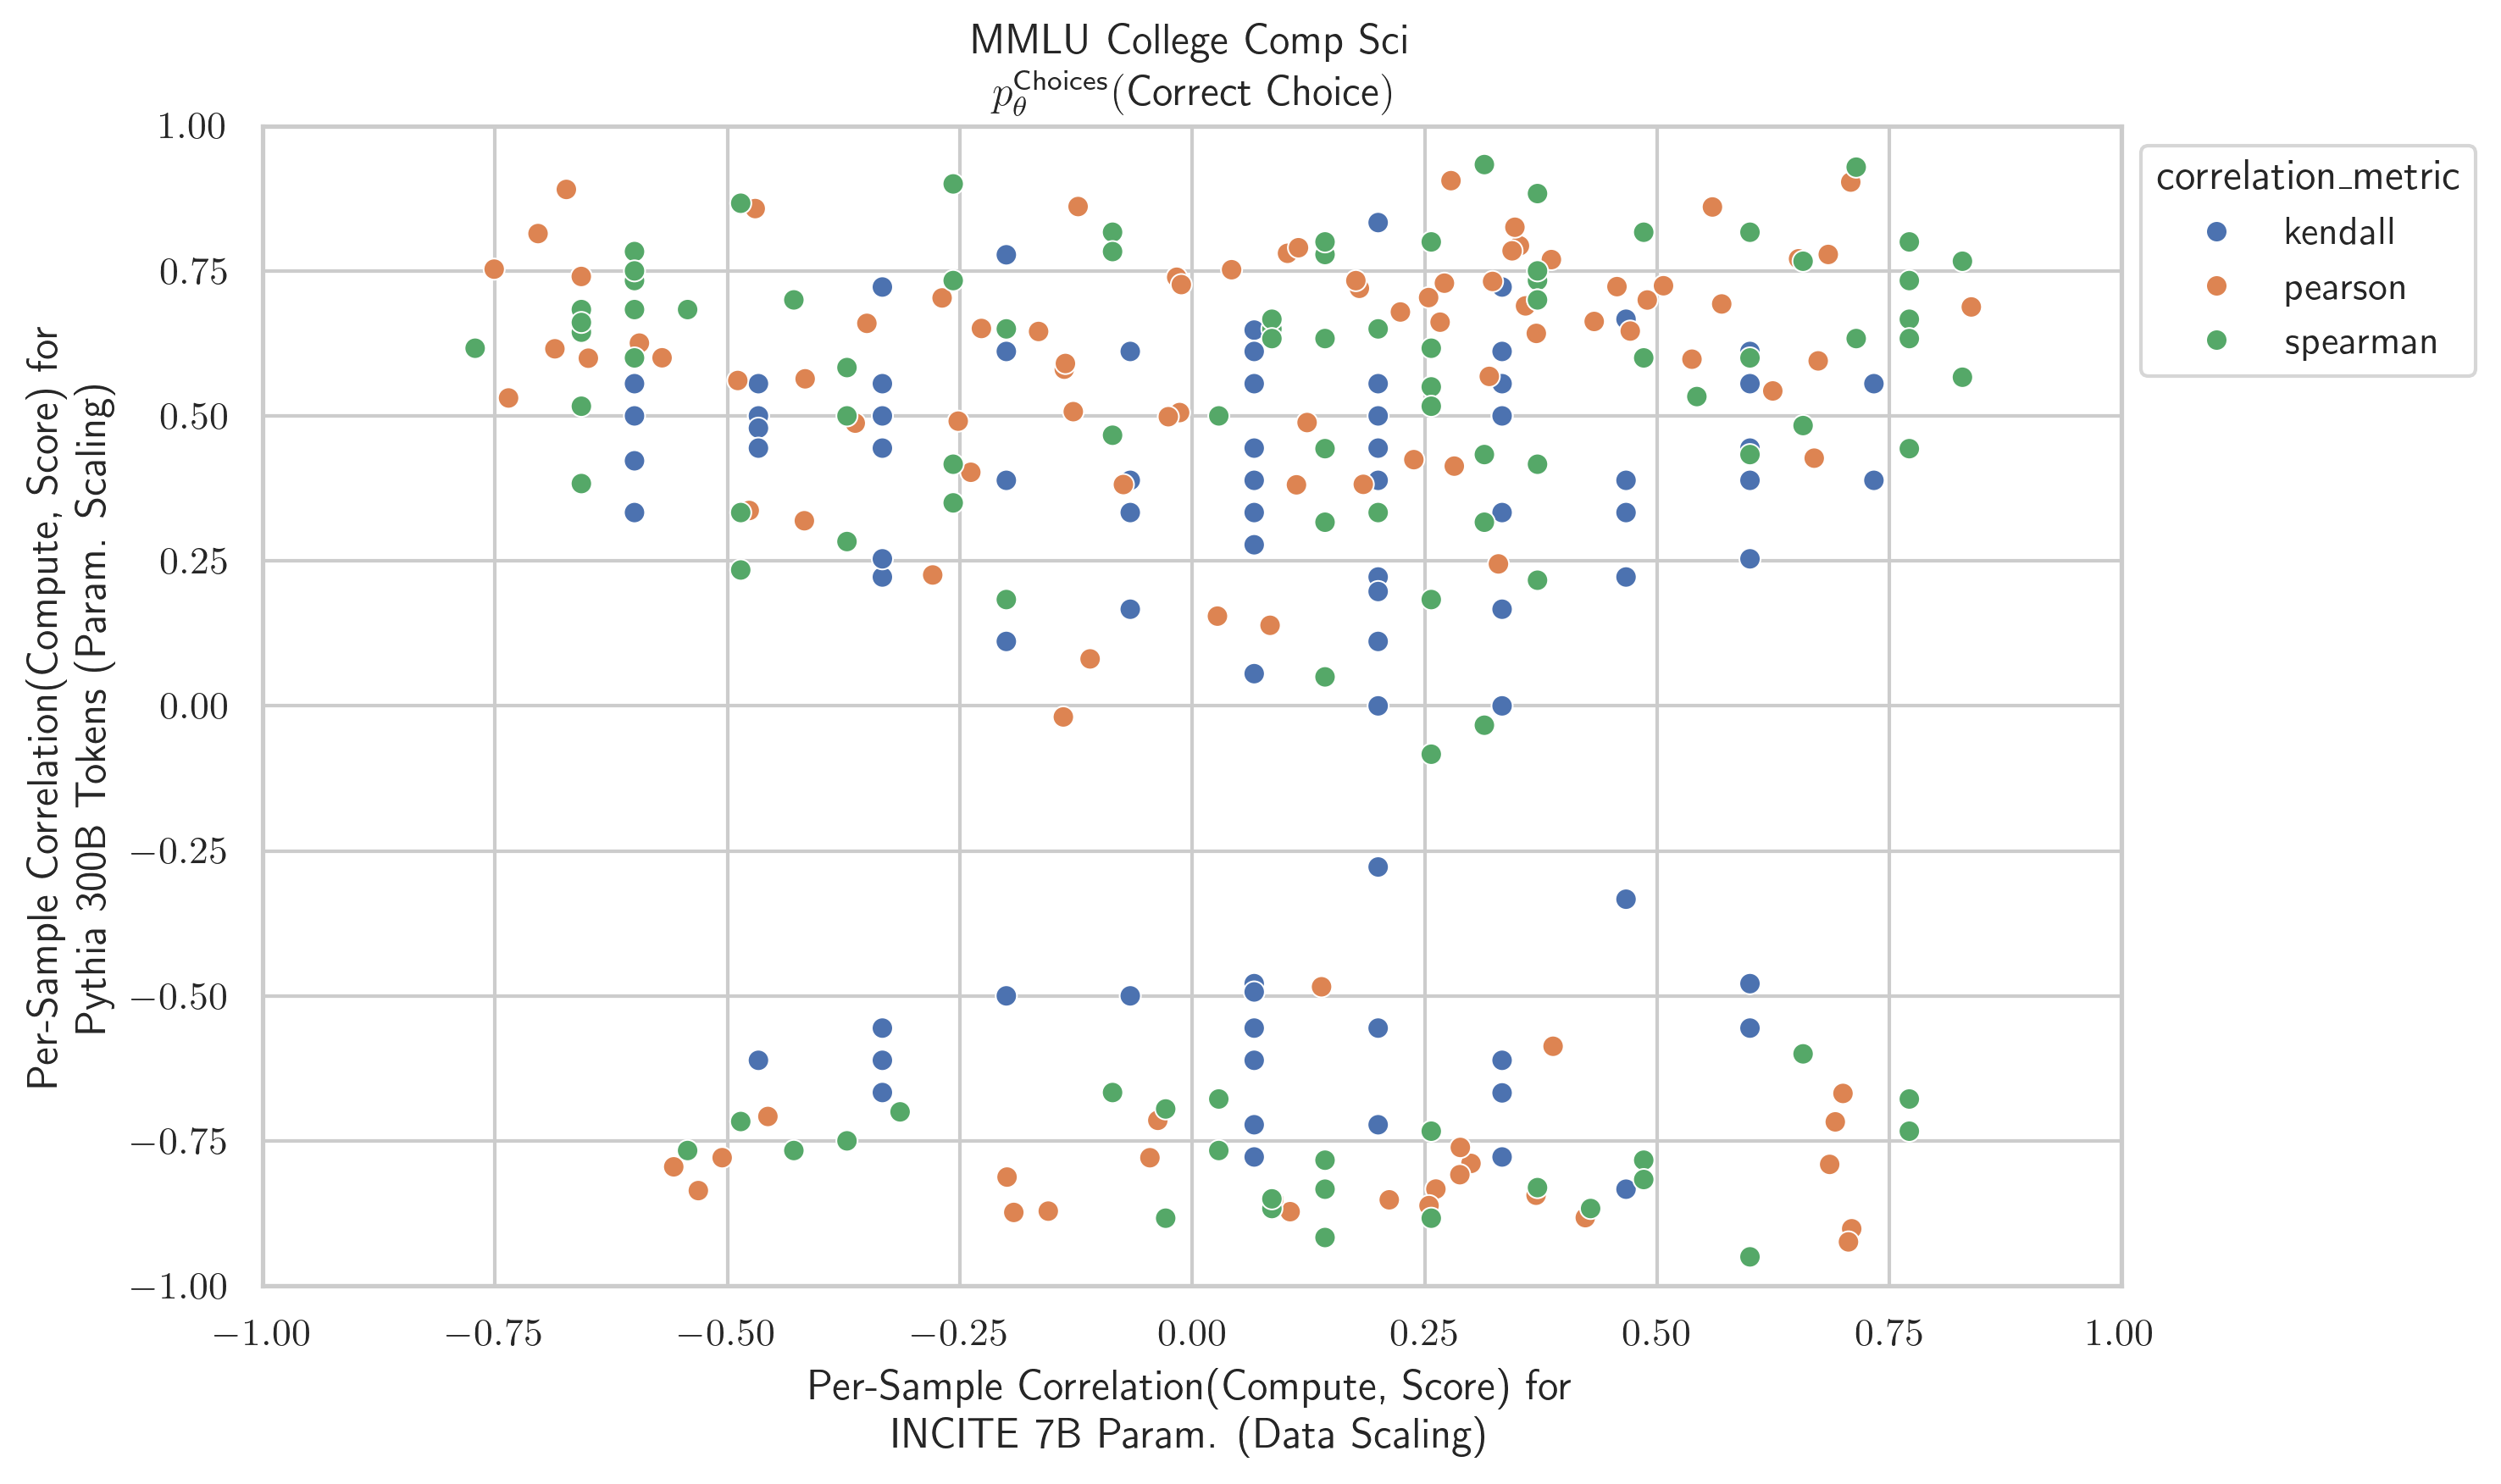 MMLU College Comp Sci
p_θ^Choices(Correct Choice)
1.00
0.75
0.50
0.25
0.00
−0.25
−0.50
−0.75
−1.00
Per-Sample Correlation(Compute, Score) for
Pythia 300B Tokens (Param. Scaling)
−1.00 −0.75 −0.50 −0.25 0.00 0.25 0.50 0.75 1.00
Per-Sample Correlation(Compute, Score) for
INCITE 7B Param. (Data Scaling)
correlation_metric
kendall
pearson
spearman